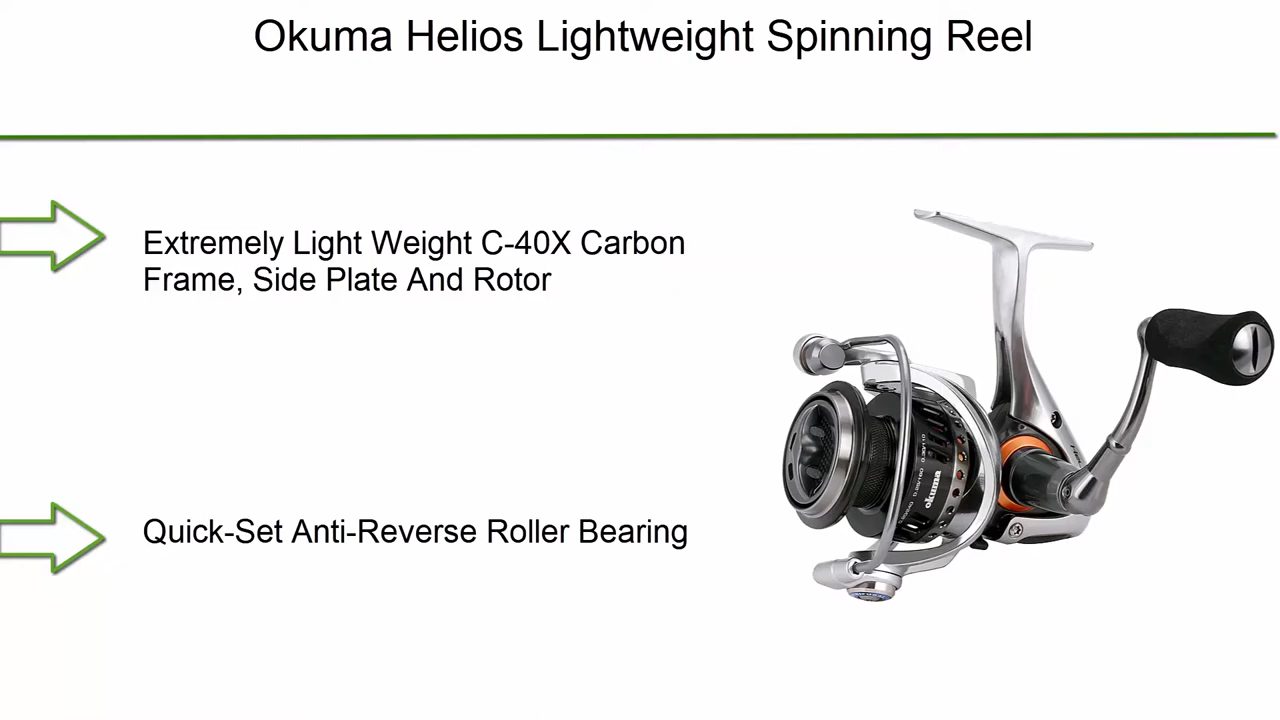 Okuma Helios Lightweight Spinning Reel
Extremely Light Weight C-40X Carbon
Frame, Side Plate And Rotor
Quick-Set Anti-Reverse Roller Bearing
okuma